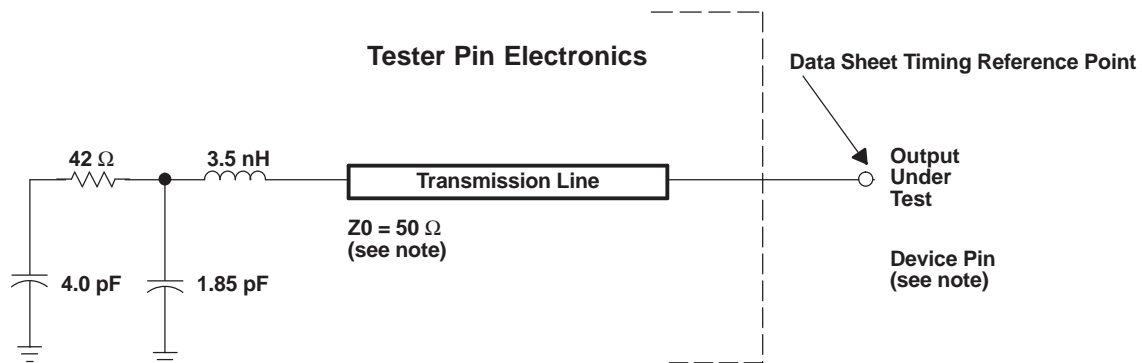 Tester Pin Electronics
Data Sheet Timing Reference Point
42 Ω
3.5 nH
Transmission Line
Output
Under
Test
Z0 = 50 Ω
(see note)
Device Pin
(see note)
4.0 pF
1.85 pF